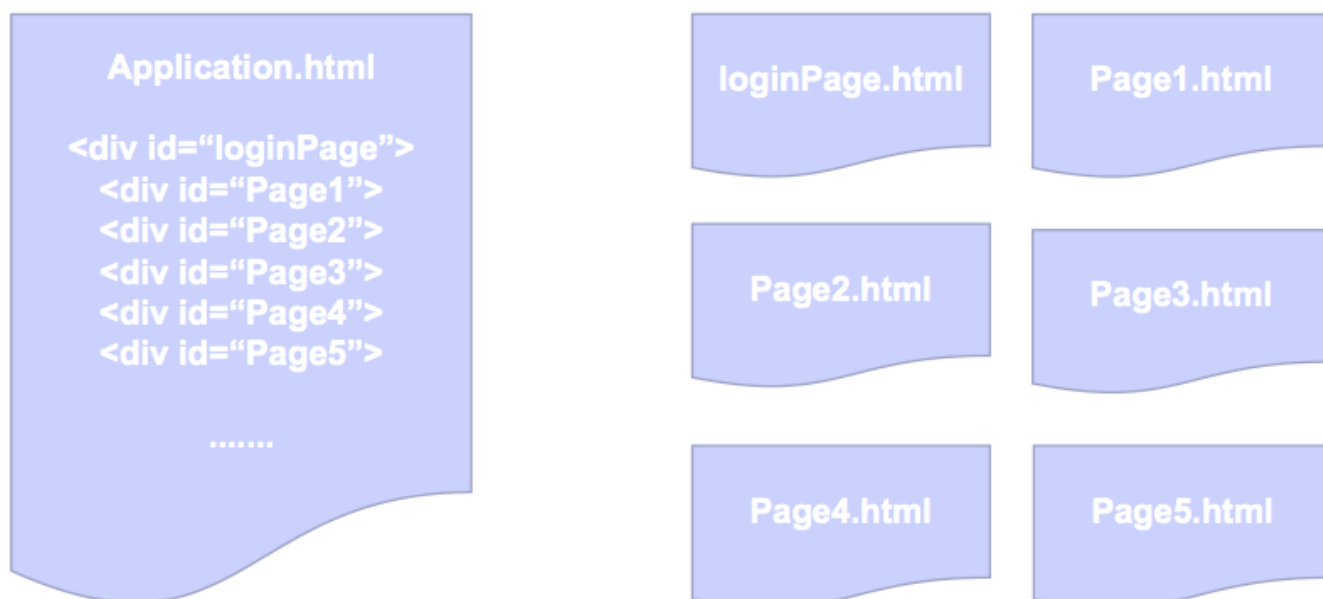 Application.html
<div id=“loginPage”>
<div id=“Page1”>
<div id=“Page2”>
<div id=“Page3”>
<div id=“Page4”>
<div id=“Page5”>
.......
loginPage.html
Page1.html
Page2.html
Page3.html
Page4.html
Page5.html